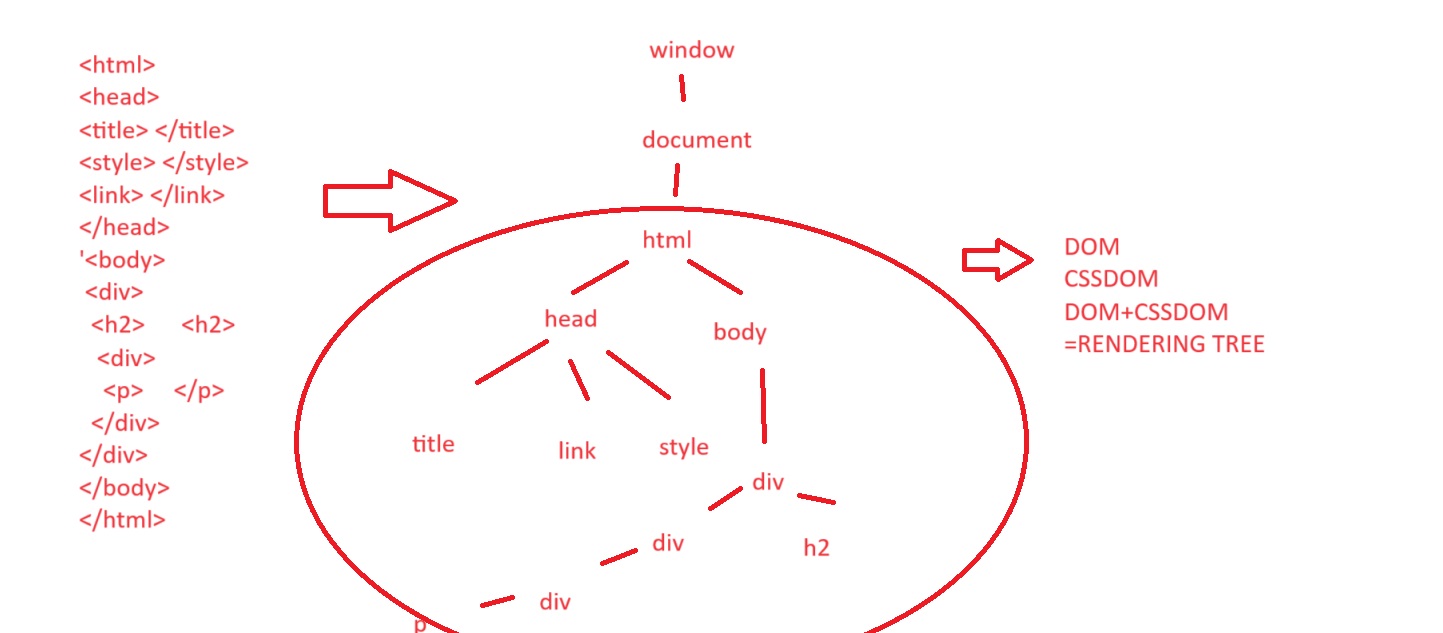 <html>
<head>
<title> </title>
<style> </style>
<link> </link>
</head>
'<body>
<div>
<h2> <h2>
<div>
<p> </p>
</div>
</div>
</body>
</html>
window
document
html
head
body
title
link
style
div
div
h2
div
p
DOM
CSSDOM
DOM+CSSDOM
=RENDERING TREE